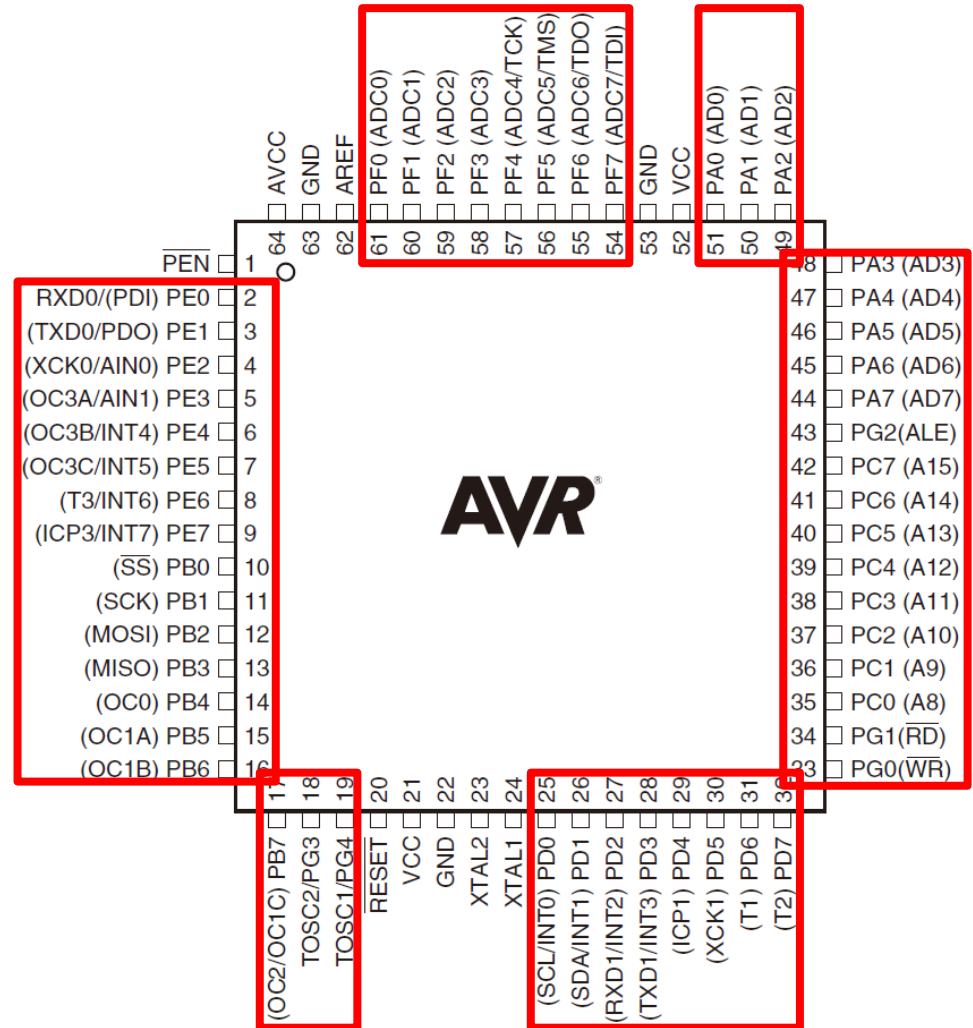 AVCC 64
GND 63
AREF 62
PF0 (ADC0) 61
PF1 (ADC1) 60
PF2 (ADC2) 59
PF3 (ADC3) 58
PF4 (ADC4/TCK) 57
PF5 (ADC5/TMS) 56
PF6 (ADC6/TDO) 55
PF7 (ADC7/TDI) 54
GND 53
VCC 52
PA0 (AD0) 51
PA1 (AD1) 50
PA2 (AD2) 49
PEN 1
RXD0/(PDI) PE0 2
(TXD0/PDO) PE1 3
(XCK0/AIN0) PE2 4
(OC3A/AIN1) PE3 5
(OC3B/INT4) PE4 6
(OC3C/INT5) PE5 7
(T3/INT6) PE6 8
(ICP3/INT7) PE7 9
(SS) PB0 10
(SCK) PB1 11
(MOSI) PB2 12
(MISO) PB3 13
(OC0) PB4 14
(OC1A) PB5 15
(OC1B) PB6 16
AVR®
48 PA3 (AD3)
47 PA4 (AD4)
46 PA5 (AD5)
45 PA6 (AD6)
44 PA7 (AD7)
43 PG2(ALE)
42 PC7 (A15)
41 PC6 (A14)
40 PC5 (A13)
39 PC4 (A12)
38 PC3 (A11)
37 PC2 (A10)
36 PC1 (A9)
35 PC0 (A8)
34 PG1(RD)
33 PG0(WR)
(OC2/OC1C) PB7 17
TOSC2/PG3 18
TOSC1/PG4 19
RESET 20
VCC 21
GND 22
XTAL2 23
XTAL1 24
(SCL/INT0) PD0 25
(SDA/INT1) PD1 26
(RXD1/INT2) PD2 27
(TXD1/INT3) PD3 28
(ICP1) PD4 29
(XCK1) PD5 30
(T1) PD6 31
(T2) PD7 32